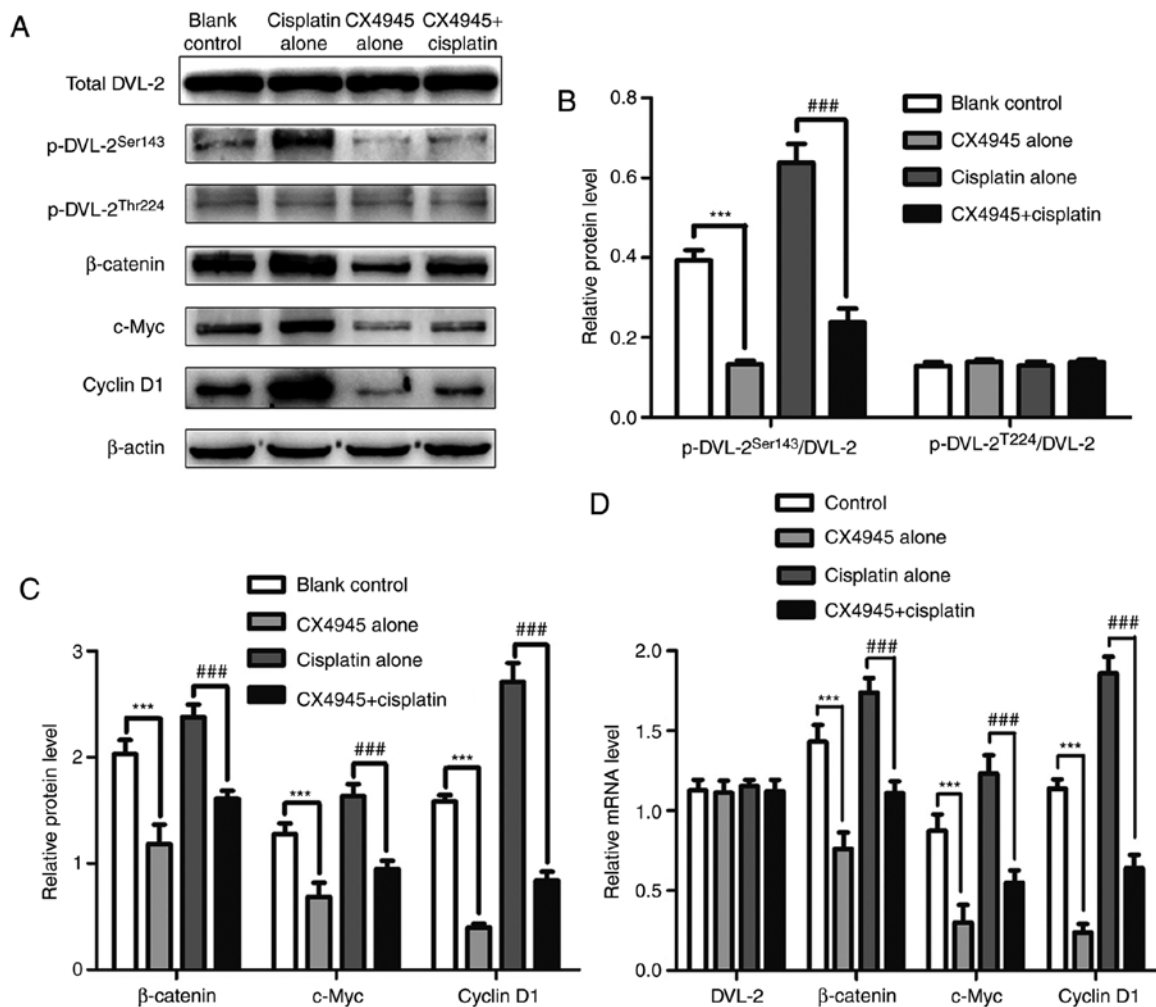 A
Blank control
Cisplatin alone
CX4945 alone
CX4945+ cisplatin
Total DVL-2
p-DVL-2Ser143
p-DVL-2Thr224
β-catenin
c-Myc
Cyclin D1
β-actin
B
Blank control
CX4945 alone
Cisplatin alone
CX4945+cisplatin
Relative protein level
0.8
0.6
0.4
0.2
0.0
***
###
p-DVL-2Ser143/DVL-2
p-DVL-2T224/DVL-2
C
Blank control
CX4945 alone
Cisplatin alone
CX4945+cisplatin
Relative protein level
3
2
1
0
***
###
***
###
***
###
β-catenin
c-Myc
Cyclin D1
D
Control
CX4945 alone
Cisplatin alone
CX4945+cisplatin
Relative mRNA level
2.0
1.5
1.0
0.5
0.0
***
###
***
###
***
###
DVL-2
β-catenin
c-Myc
Cyclin D1